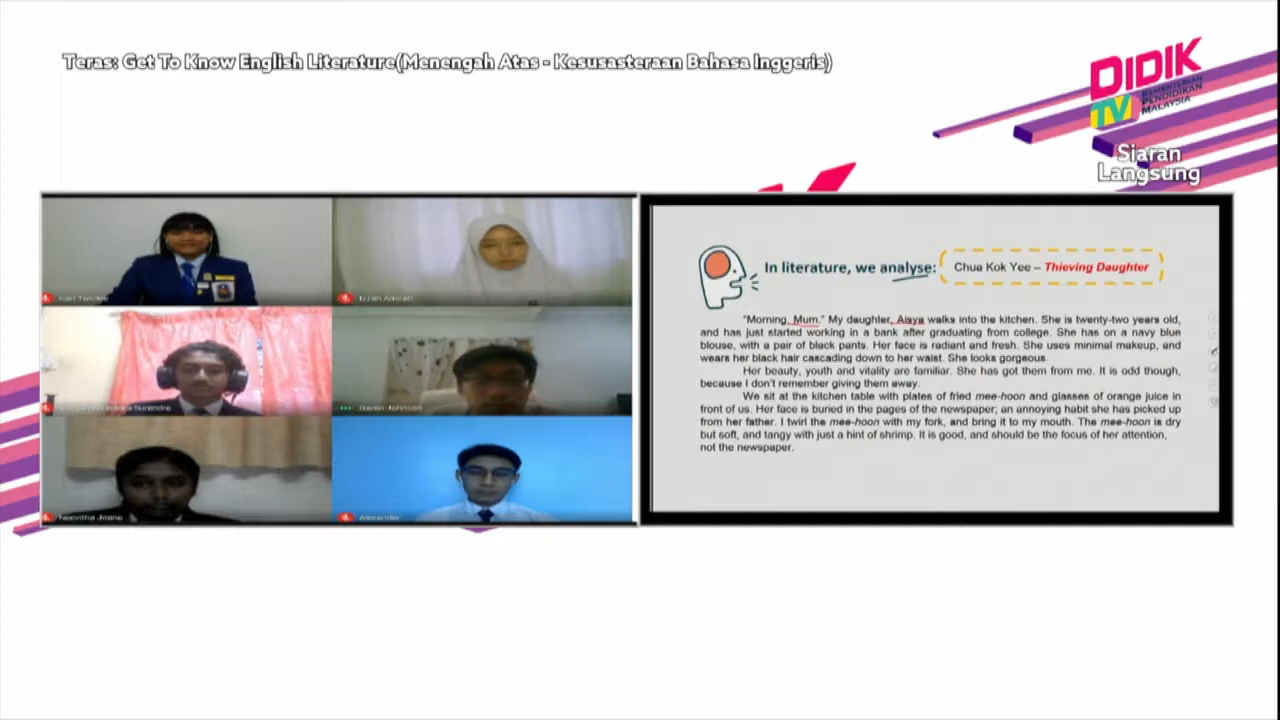 Teras: Get To Know English Literature(Menengah Atas - Kesusasteraan Bahasa Inggeris)
DIDIK
TV
KEMENTERIAN
PENDIDIKAN
MALAYSIA
Siaran
Langsung
In literature, we analyse:
Chua Kok Yee – Thieving Daughter
"Morning, Mum." My daughter, Aisya walks into the kitchen. She is twenty-two years old,
and has just started working in a bank after graduating from college. She has on a navy blue
blouse, with a pair of black pants. Her face is radiant and fresh. She uses minimal makeup, and
wears her black hair cascading down to her waist. She looks gorgeous.
Her beauty, youth and vitality are familiar. She has got them from me. It is odd though,
because I don't remember giving them away.
We sit at the kitchen table with plates of fried mee-hoon and glasses of orange juice in
front of us. Her face is buried in the pages of the newspaper; an annoying habit she has picked up
from her father. I twirl the mee-hoon with my fork, and bring it to my mouth. The mee-hoon is dry
but soft, and tangy with just a hint of shrimp. It is good, and should be the focus of her attention,
not the newspaper.
Izzah
Surendre
Johnson
Alexander